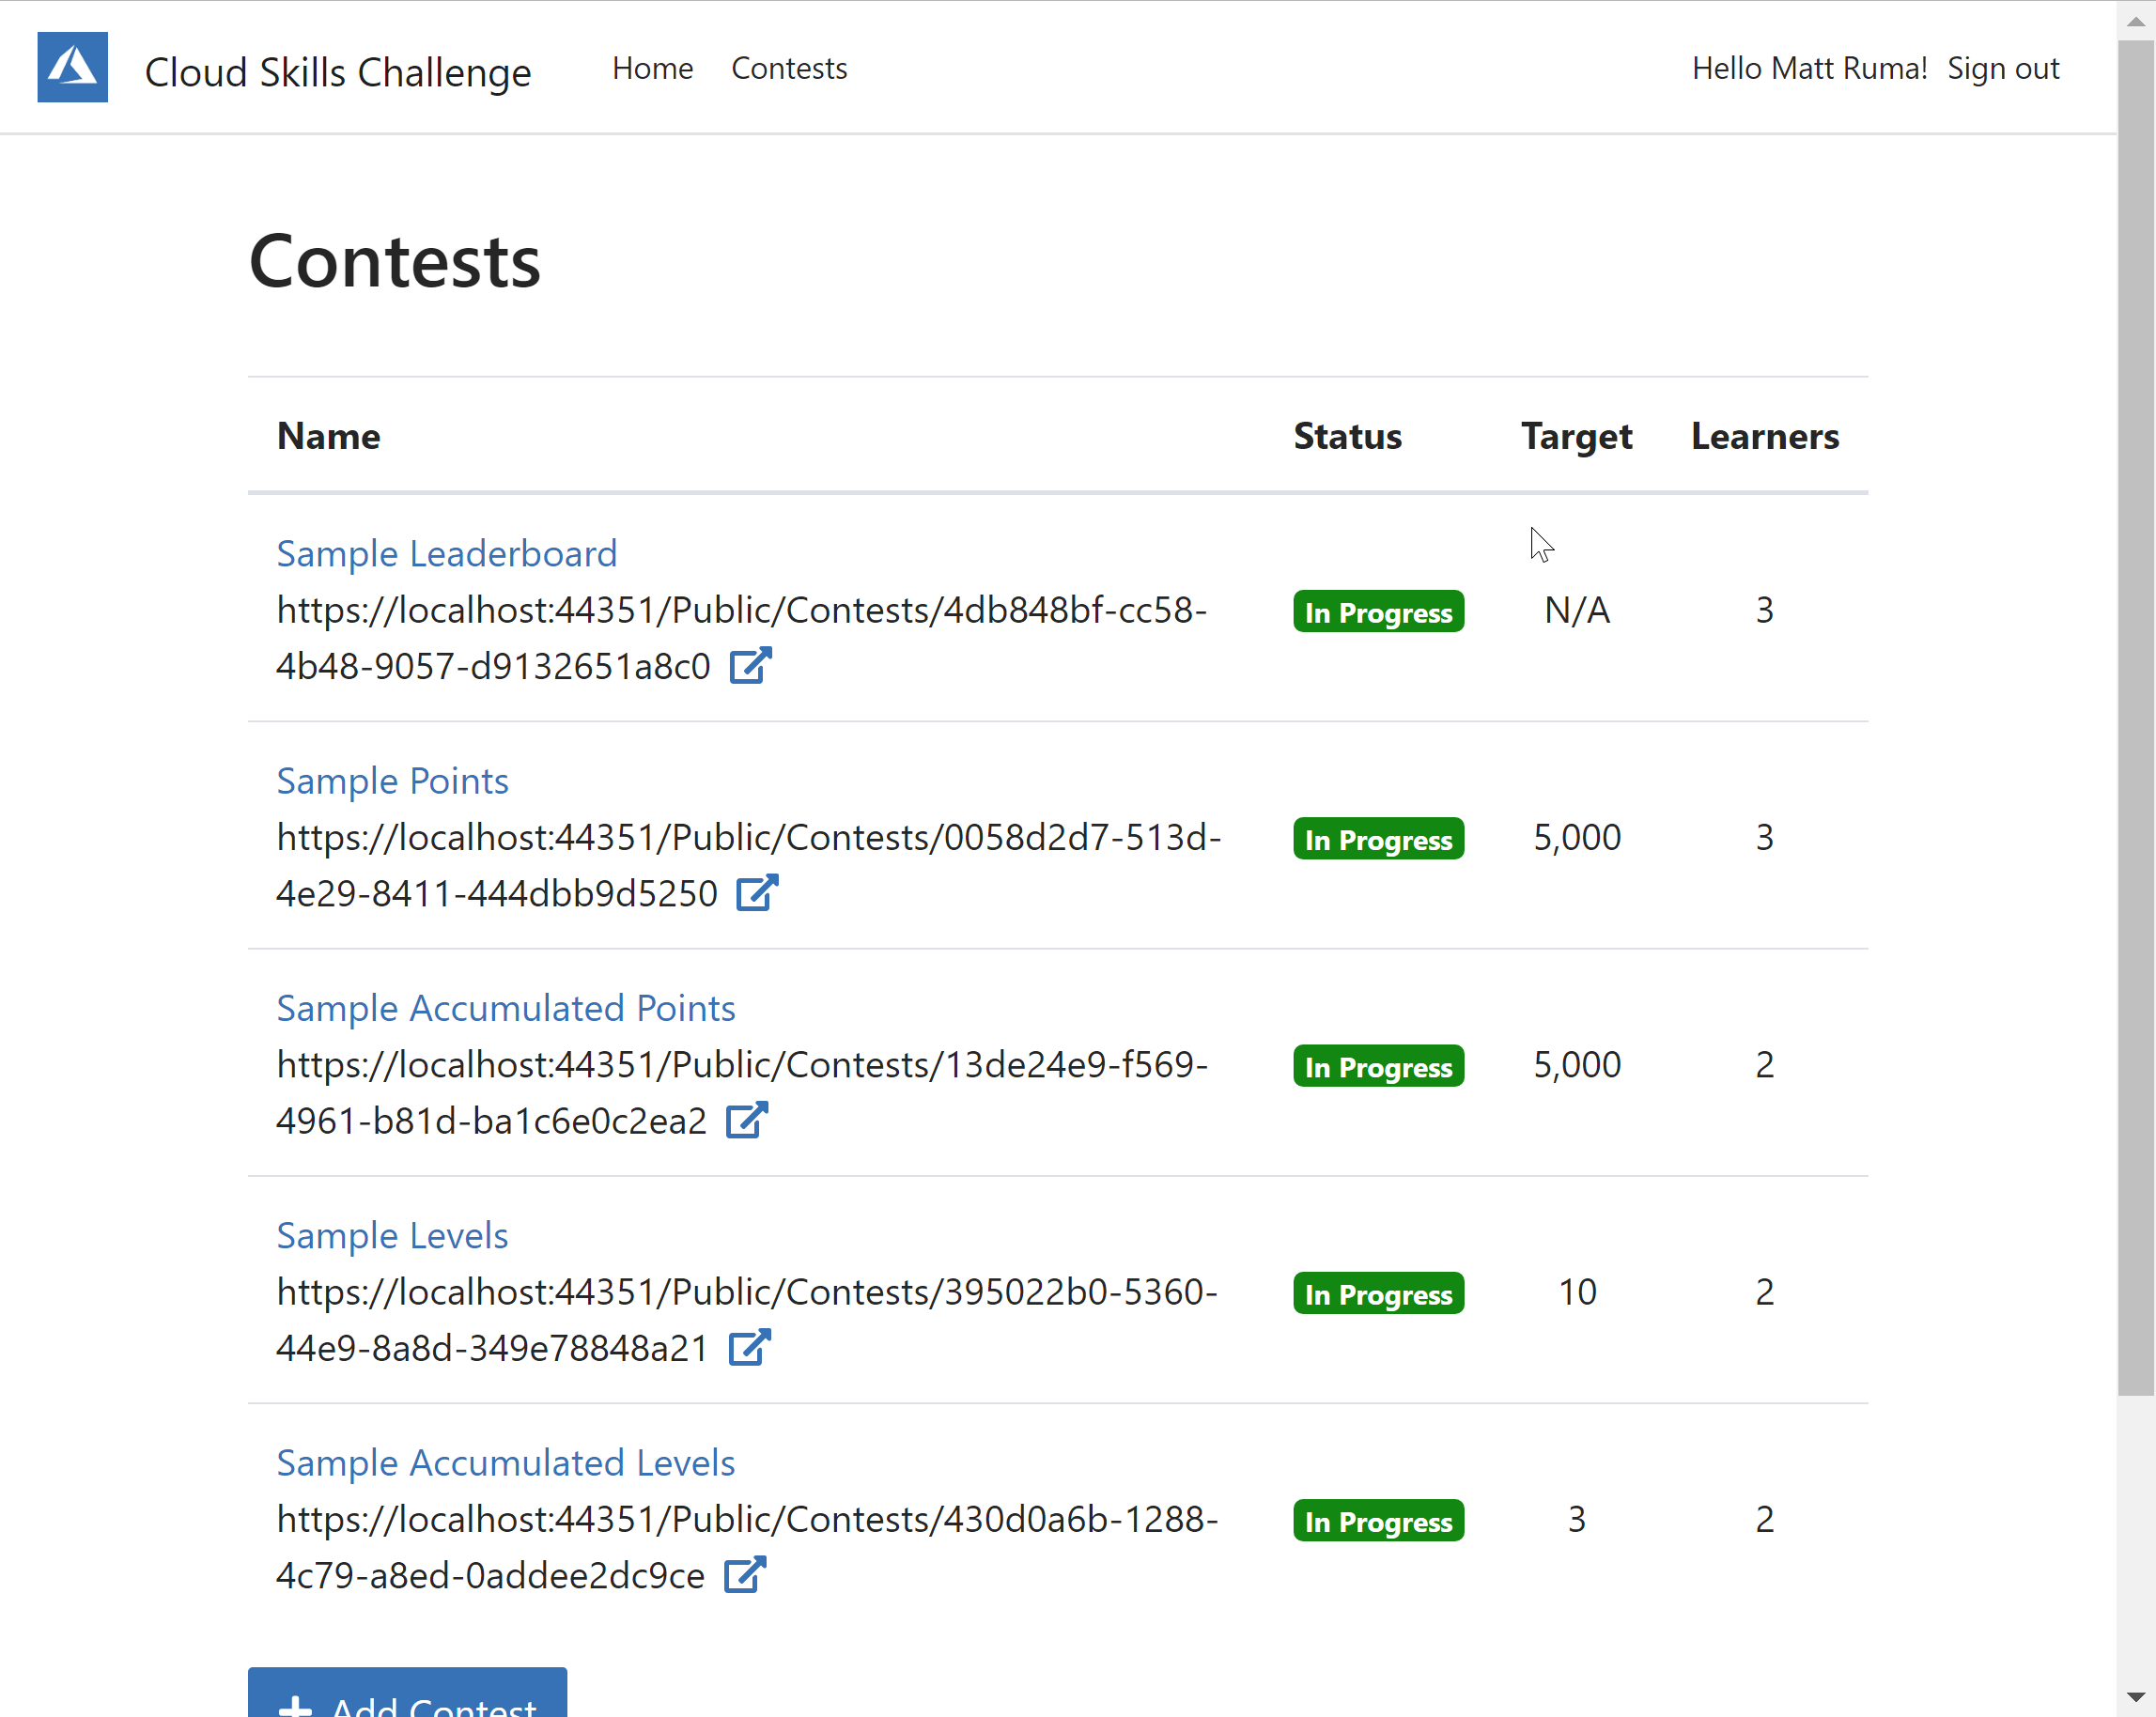 Cloud Skills Challenge Home Contests Hello Matt Ruma! Sign out
Contests
Name Status Target Learners
Sample Leaderboard
https://localhost:44351/Public/Contests/4db848bf-cc58-
4b48-9057-d9132651a8c0
In Progress N/A 3
Sample Points
https://localhost:44351/Public/Contests/0058d2d7-513d-
4e29-8411-444dbb9d5250
In Progress 5,000 3
Sample Accumulated Points
https://localhost:44351/Public/Contests/13de24e9-f569-
4961-b81d-ba1c6e0c2ea2
In Progress 5,000 2
Sample Levels
https://localhost:44351/Public/Contests/395022b0-5360-
44e9-8a8d-349e78848a21
In Progress 10 2
Sample Accumulated Levels
https://localhost:44351/Public/Contests/430d0a6b-1288-
4c79-a8ed-0addee2dc9ce
In Progress 3 2
Add Contest